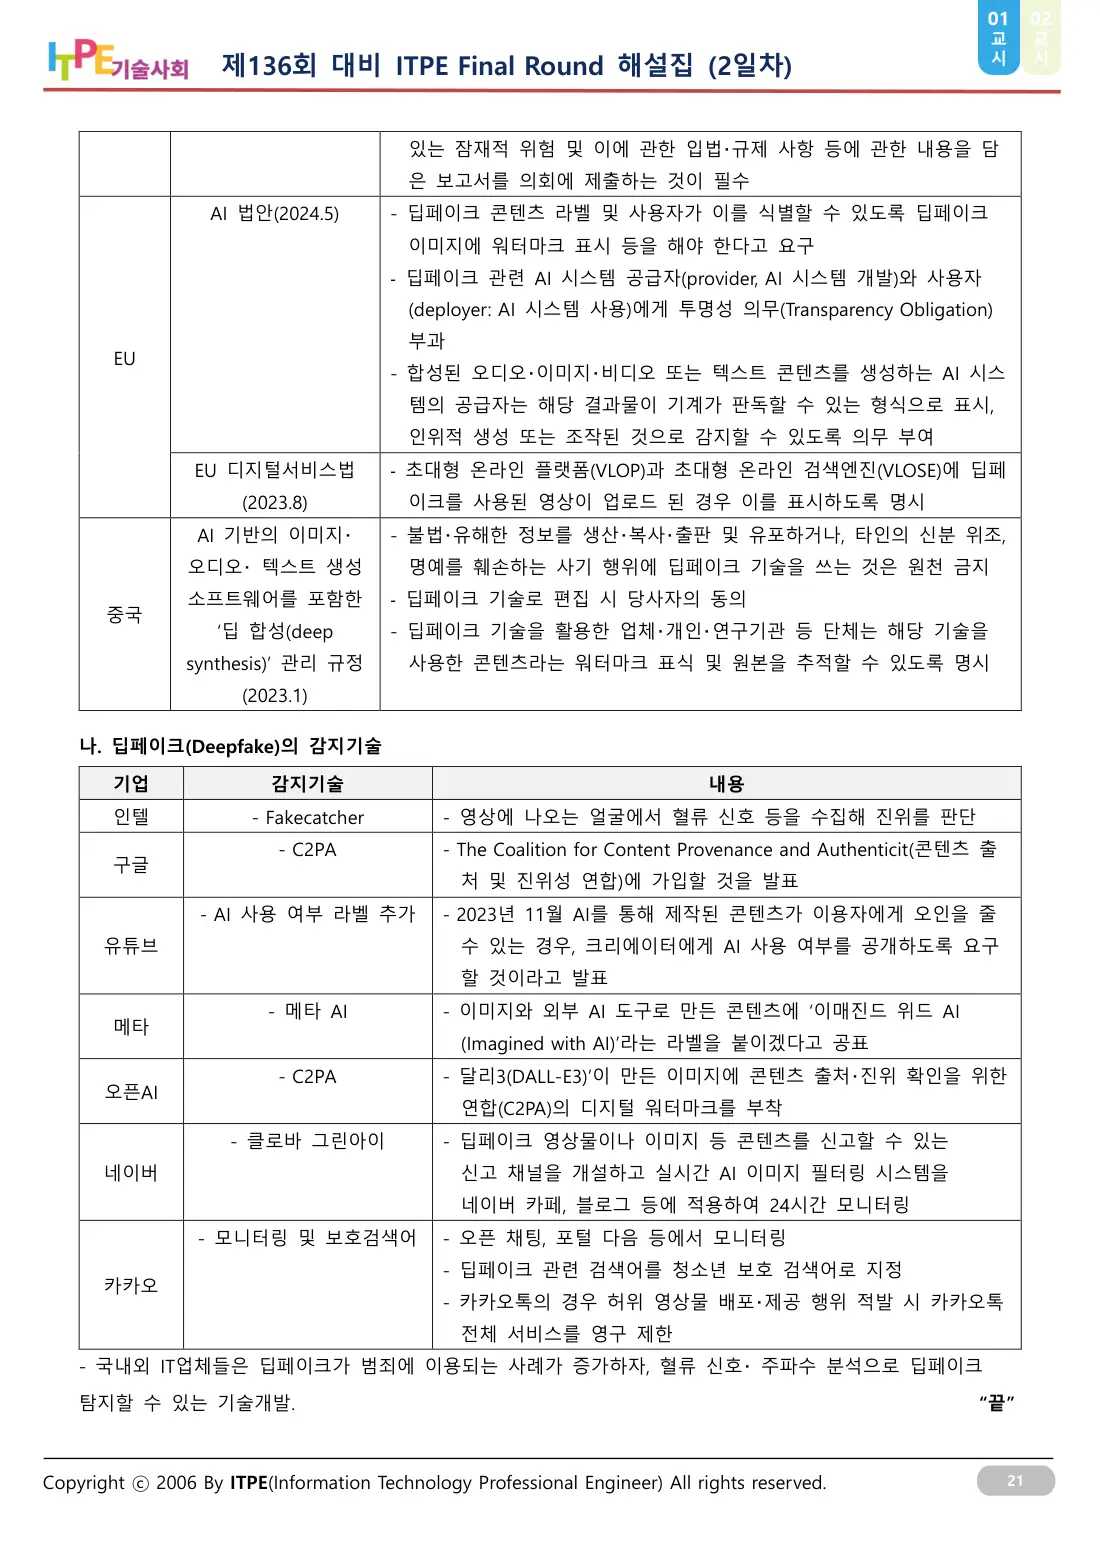 ITPE기술사회
제136회 대비 ITPE Final Round 해설집 (2일차)
01
교
시
02
교
시
있는 잠재적 위험 및 이에 관한 입법·규제 사항 등에 관한 내용을 담
은 보고서를 의회에 제출하는 것이 필수
EU
AI 법안(2024.5)
- 딥페이크 콘텐츠 라벨 및 사용자가 이를 식별할 수 있도록 딥페이크
이미지에 워터마크 표시 등을 해야 한다고 요구
- 딥페이크 관련 AI 시스템 공급자(provider, AI 시스템 개발)와 사용자
(deployer: AI 시스템 사용)에게 투명성 의무(Transparency Obligation)
부과
- 합성된 오디오·이미지·비디오 또는 텍스트 콘텐츠를 생성하는 AI 시스
템의 공급자는 해당 결과물이 기계가 판독할 수 있는 형식으로 표시,
인위적 생성 또는 조작된 것으로 감지할 수 있도록 의무 부여
EU 디지털서비스법
(2023.8)
- 초대형 온라인 플랫폼(VLOP)과 초대형 온라인 검색엔진(VLOSE)에 딥페
이크를 사용된 영상이 업로드 된 경우 이를 표시하도록 명시
중국
AI 기반의 이미지·
오디오· 텍스트 생성
소프트웨어를 포함한
‘딥 합성(deep
synthesis)’ 관리 규정
(2023.1)
- 불법·유해한 정보를 생산·복사·출판 및 유포하거나, 타인의 신분 위조,
명예를 훼손하는 사기 행위에 딥페이크 기술을 쓰는 것은 원천 금지
- 딥페이크 기술로 편집 시 당사자의 동의
- 딥페이크 기술을 활용한 업체·개인·연구기관 등 단체는 해당 기술을
사용한 콘텐츠라는 워터마크 표식 및 원본을 추적할 수 있도록 명시
나. 딥페이크(Deepfake)의 감지기술
기업
감지기술
내용
인텔
- Fakecatcher
- 영상에 나오는 얼굴에서 혈류 신호 등을 수집해 진위를 판단
구글
- C2PA
- The Coalition for Content Provenance and Authenticit(콘텐츠 출
처 및 진위성 연합)에 가입할 것을 발표
유튜브
- AI 사용 여부 라벨 추가
- 2023년 11월 AI를 통해 제작된 콘텐츠가 이용자에게 오인을 줄
수 있는 경우, 크리에이터에게 AI 사용 여부를 공개하도록 요구
할 것이라고 발표
메타
- 메타 AI
- 이미지와 외부 AI 도구로 만든 콘텐츠에 ‘이매진드 위드 AI
(Imagined with AI)’라는 라벨을 붙이겠다고 공표
오픈AI
- C2PA
- 달리3(DALL-E3)’이 만든 이미지에 콘텐츠 출처·진위 확인을 위한
연합(C2PA)의 디지털 워터마크를 부착
네이버
- 클로바 그린아이
- 딥페이크 영상물이나 이미지 등 콘텐츠를 신고할 수 있는
신고 채널을 개설하고 실시간 AI 이미지 필터링 시스템을
네이버 카페, 블로그 등에 적용하여 24시간 모니터링
카카오
- 모니터링 및 보호검색어
- 오픈 채팅, 포털 다음 등에서 모니터링
- 딥페이크 관련 검색어를 청소년 보호 검색어로 지정
- 카카오톡의 경우 허위 영상물 배포·제공 행위 적발 시 카카오톡
전체 서비스를 영구 제한
- 국내외 IT업체들은 딥페이크가 범죄에 이용되는 사례가 증가하자, 혈류 신호· 주파수 분석으로 딥페이크
탐지할 수 있는 기술개발.
“끝”
Copyright ⓒ 2006 By ITPE(Information Technology Professional Engineer) All rights reserved.
21